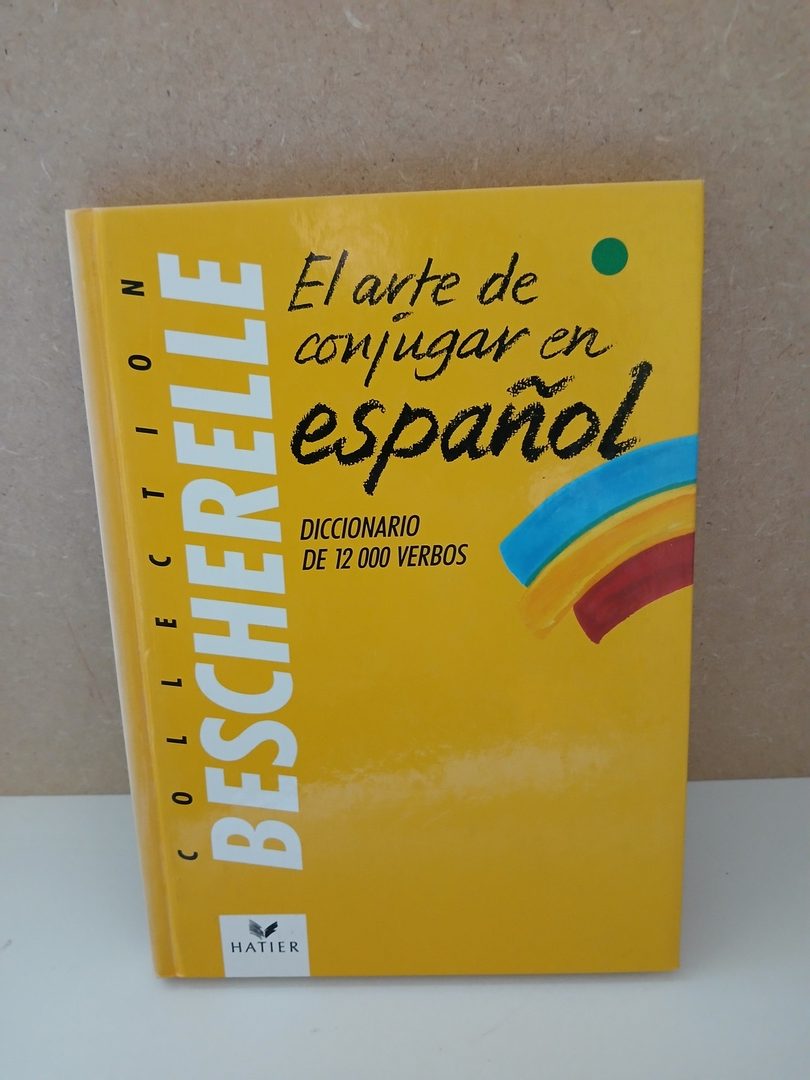 COLLECTION
BESCHERELLE
El arte de
conjugar en
español
DICCIONARIO
DE 12 000 VERBOS
HATIER